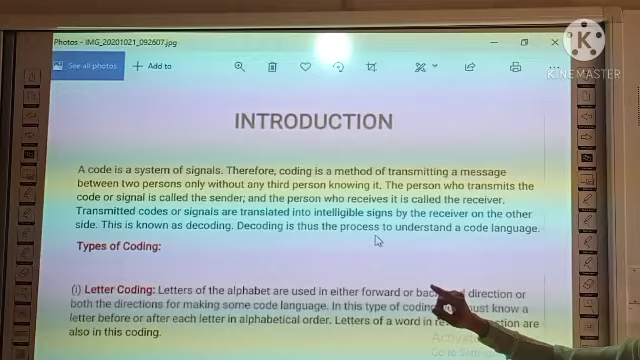 Photos - IMG_20201021_092607.jpg
See all photos
Add to
KINEMASTER
INTRODUCTION
A code is a system of signals. Therefore, coding is a method of transmitting a message
between two persons only without any third person knowing it. The person who transmits the
code or signal is called the sender, and the person who receives it is called the receiver.
Transmitted codes or signals are translated into intelligible signs by the receiver on the other
side. This is known as decoding. Decoding is thus the process to understand a code language.
Types of Coding:
(i) Letter Coding: Letters of the alphabet are used in either forward or direction or
both the directions for making some code language. In this type of coding must know a
letter before or after each letter in alphabetical order. Letters of a word in are
also in this coding.
Activate
Go to Settings